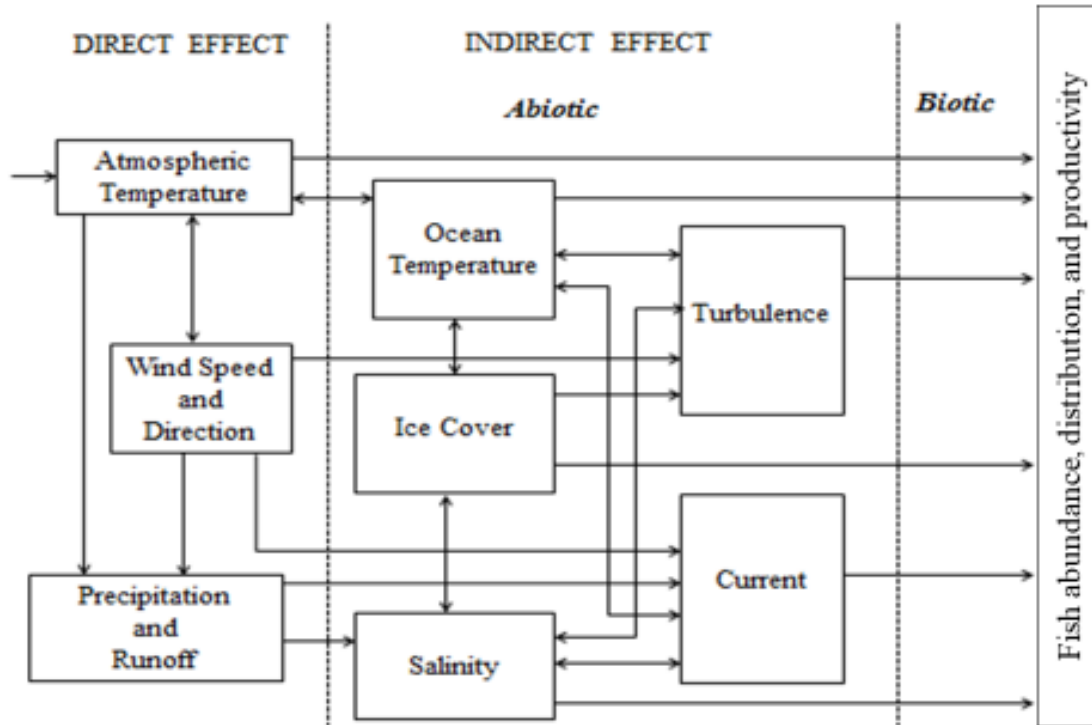 DIRECT EFFECT
INDIRECT EFFECT
Abiotic
Biotic
Atmospheric
Temperature
Ocean
Temperature
Turbulence
Wind Speed
and
Direction
Ice Cover
Precipitation
and
Runoff
Salinity
Current
Fish abundance, distribution, and productivity